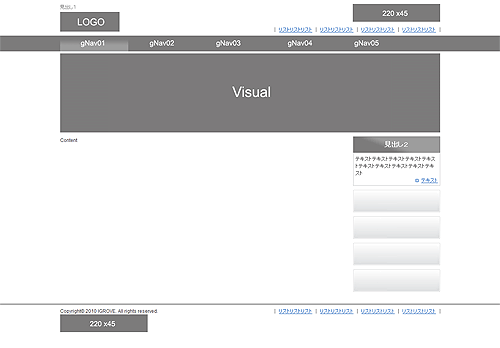 見出し1
LOGO
220 x45
| リストリストリスト | リストリストリスト | リストリストリスト | リストリストリスト |
gNav01 gNav02 gNav03 gNav04 gNav05
Visual
Content
見出し2
テキストテキストテキストテキストテキス
トテキストテキストテキストテキストテキ
スト
テキスト
Copyright© 2010 IGROVE. All rights reserved.
| リストリストリスト | リストリストリスト | リストリストリスト | リストリストリスト |
220 x45